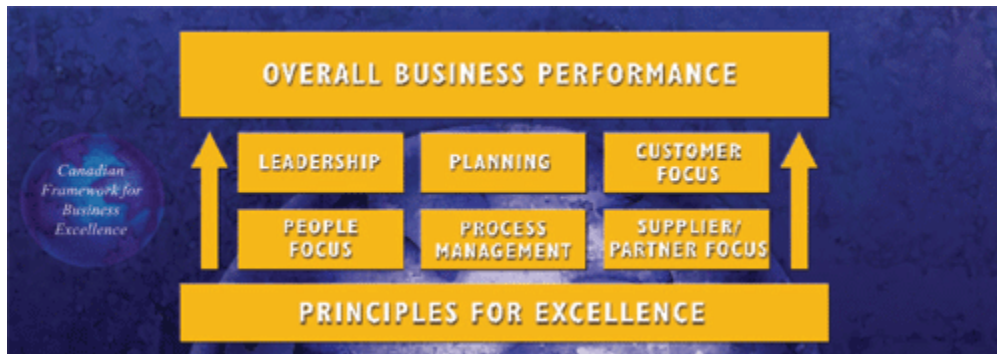 OVERALL BUSINESS PERFORMANCE
Canadian
Framework for
Business
Excellence
LEADERSHIP
PLANNING
CUSTOMER
FOCUS
PEOPLE
FOCUS
PROCESS
MANAGEMENT
SUPPLIER/
PARTNER FOCUS
PRINCIPLES FOR EXCELLENCE